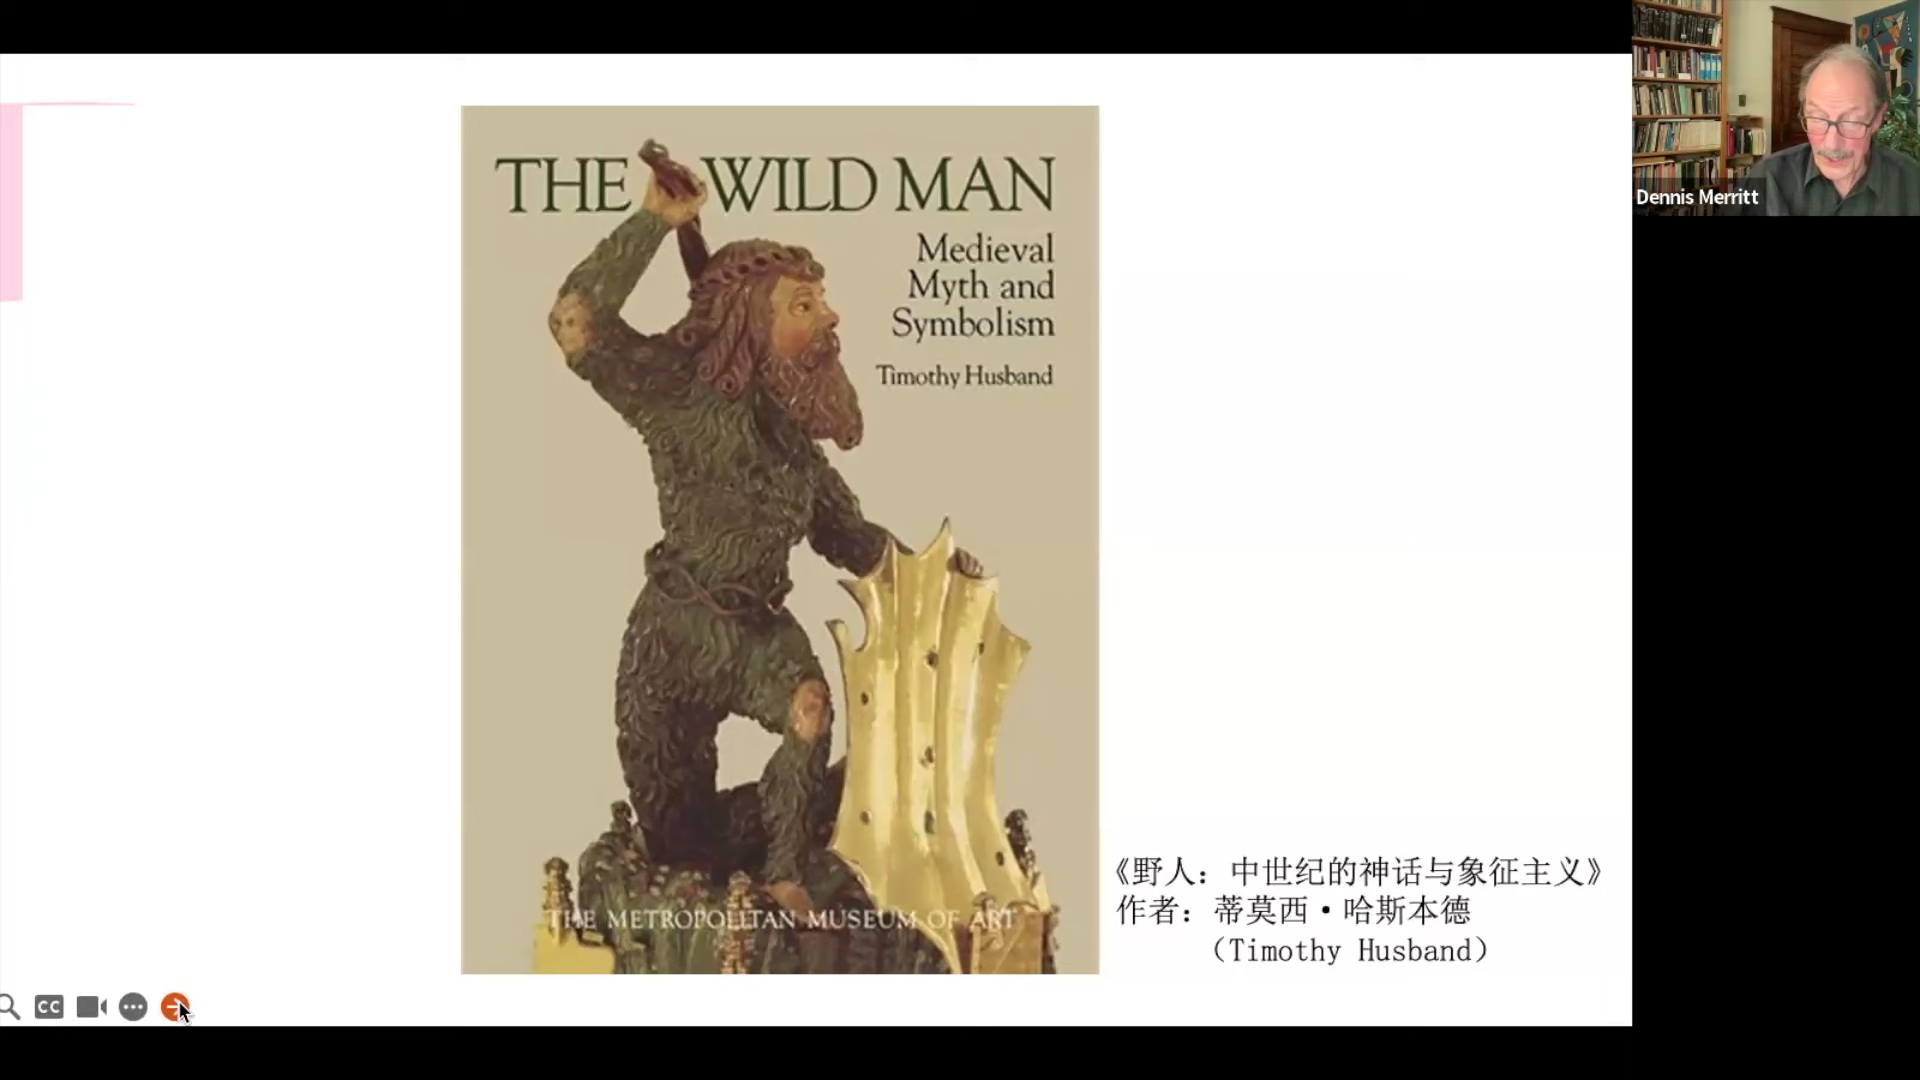 THE WILD MAN
Medieval
Myth and
Symbolism
Timothy Husband
THE METROPOLITAN MUSEUM OF ART
《野人：中世纪的神话与象征主义》
作者：蒂莫西·哈斯本德
（Timothy Husband）
Dennis Merritt
CC